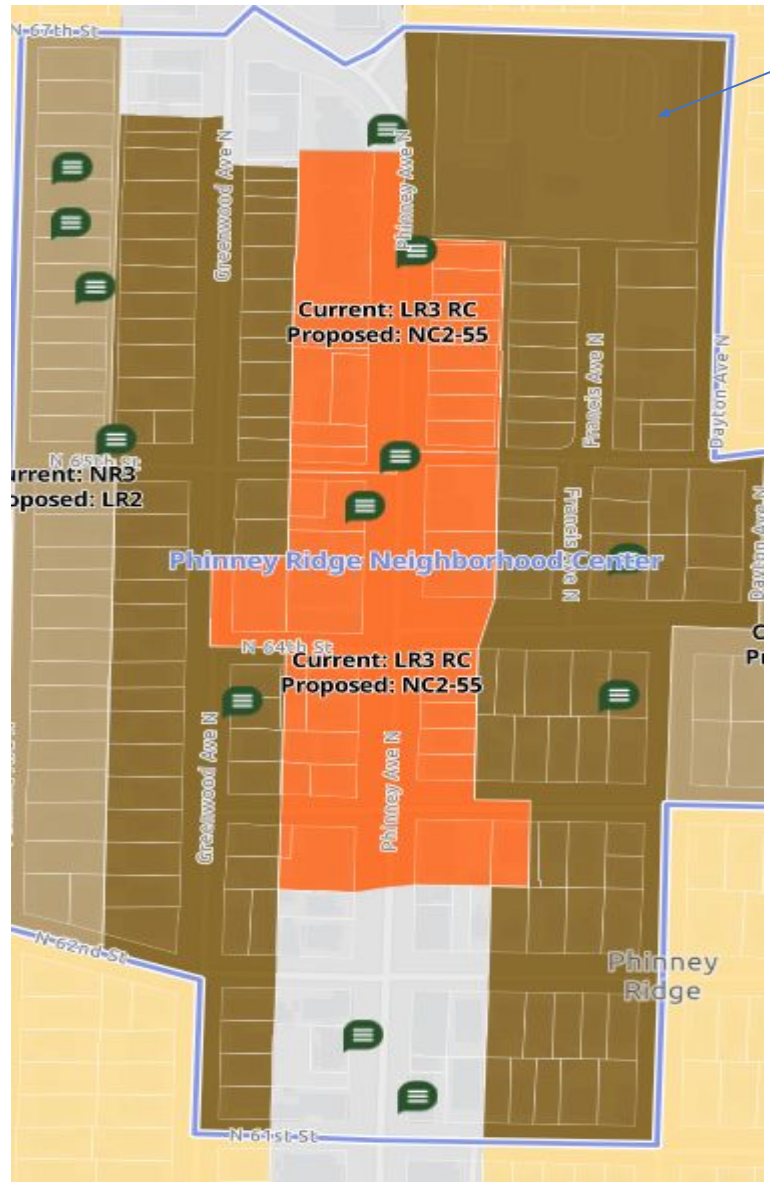 N 67th St
Greenwood Ave N
Phinney Ave N
Current: LR3 RC
Proposed: NC2-55
Francis Ave N
Dayton Ave N
N 65th St
urrent: NR3
oposed: LR2
Francis Ave N
Dayton Ave N
Phinney Ridge Neighborhood Center
N 64th St
Current: LR3 RC
Proposed: NC2-55
C
Pr
Greenwood Ave N
Phinney Ave N
N 62nd St
Phinney
Ridge
N 61st St